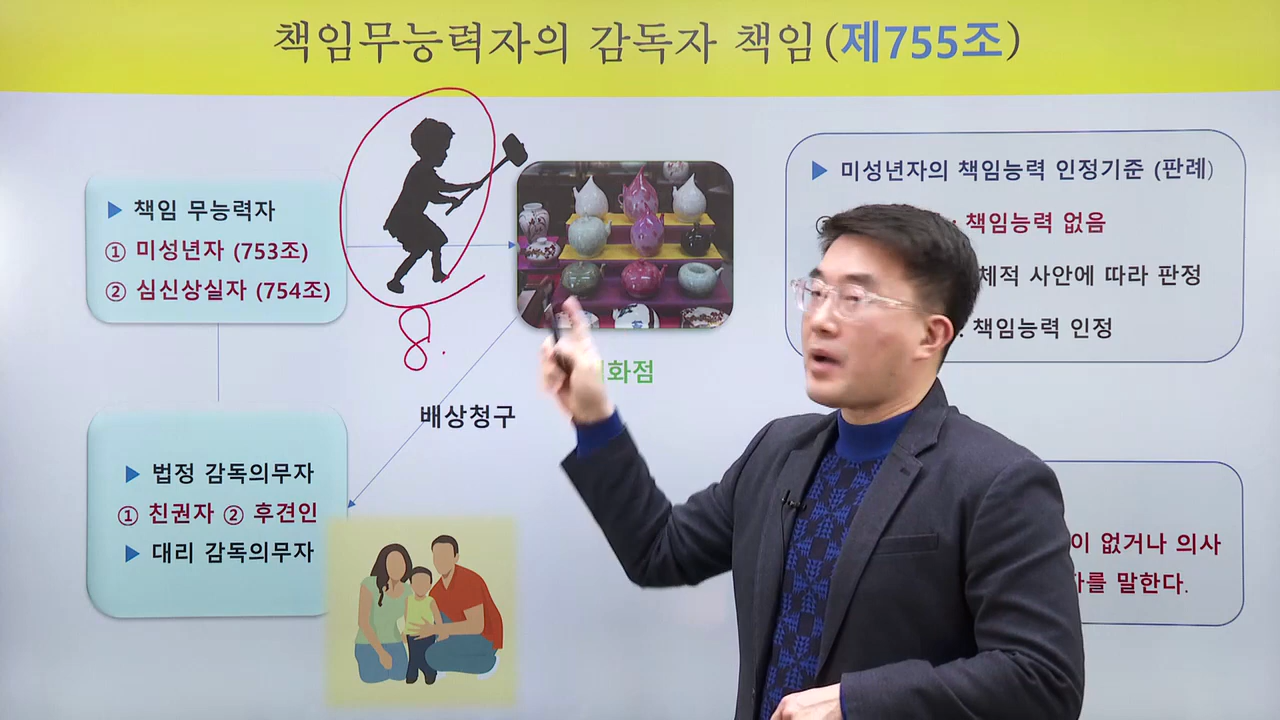 책임무능력자의 감독자 책임(제755조)
▶ 책임 무능력자
① 미성년자 (753조)
② 심신상실자 (754조)
8.
화점
배상청구
▶ 법정 감독의무자
① 친권자 ② 후견인
▶ 대리 감독의무자
▶ 미성년자의 책임능력 인정기준 (판례)
: 책임능력 없음
체적 사안에 따라 판정
: 책임능력 인정
이 없거나 의사
를 말한다.